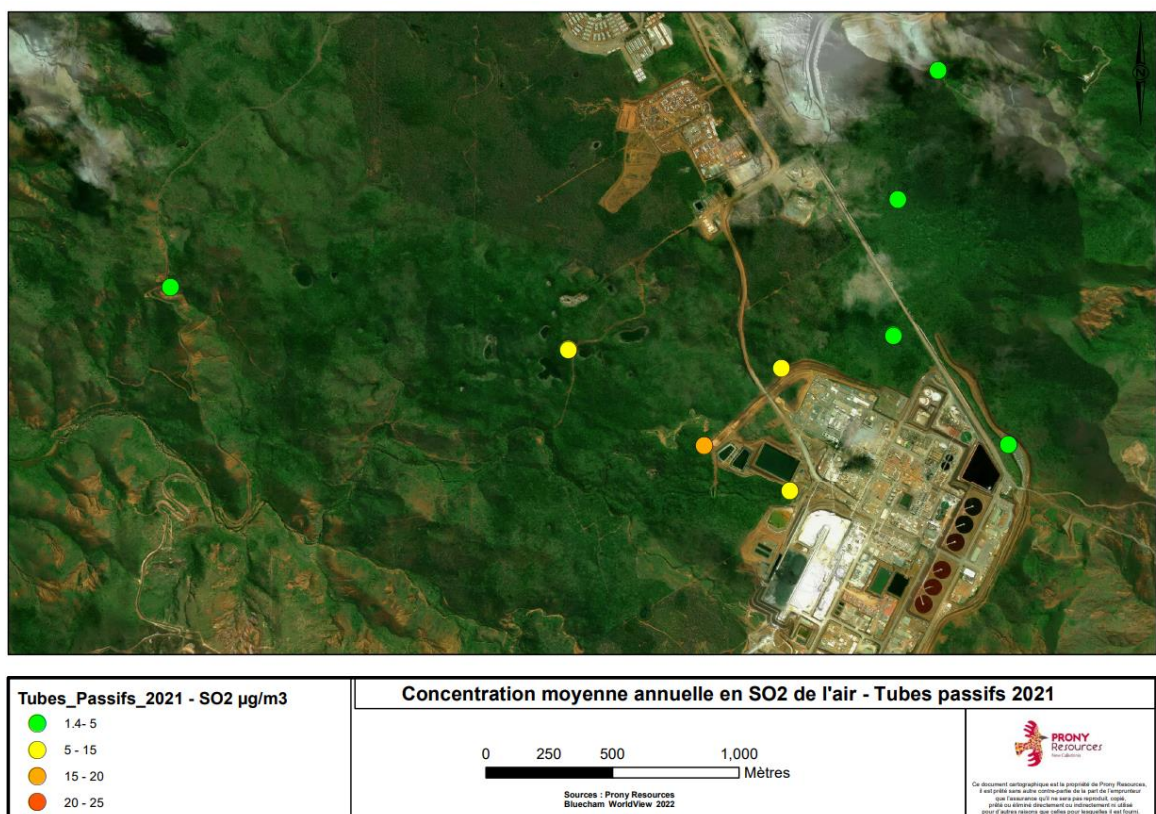 Tubes_Passifs_2021 - SO2 µg/m3
1.4- 5
5 - 15
15 - 20
20 - 25
Concentration moyenne annuelle en SO2 de l'air - Tubes passifs 2021
0 250 500 1,000
Mètres
Sources : Prony Resources
Bluecham WorldView 2022
PRONY
Resources
New Caledonia
Ce document cartographique est la propriété de Prony Resources,
il est prêté sans autre contre-partie de la part de l'emprunteur
que l'assurance qu'il ne sera pas reproduit, copié,
prêté ou éliminé directement ou indirectement ni utilisé
pour d'autres raisons que celles pour lesquelles il est fourni.